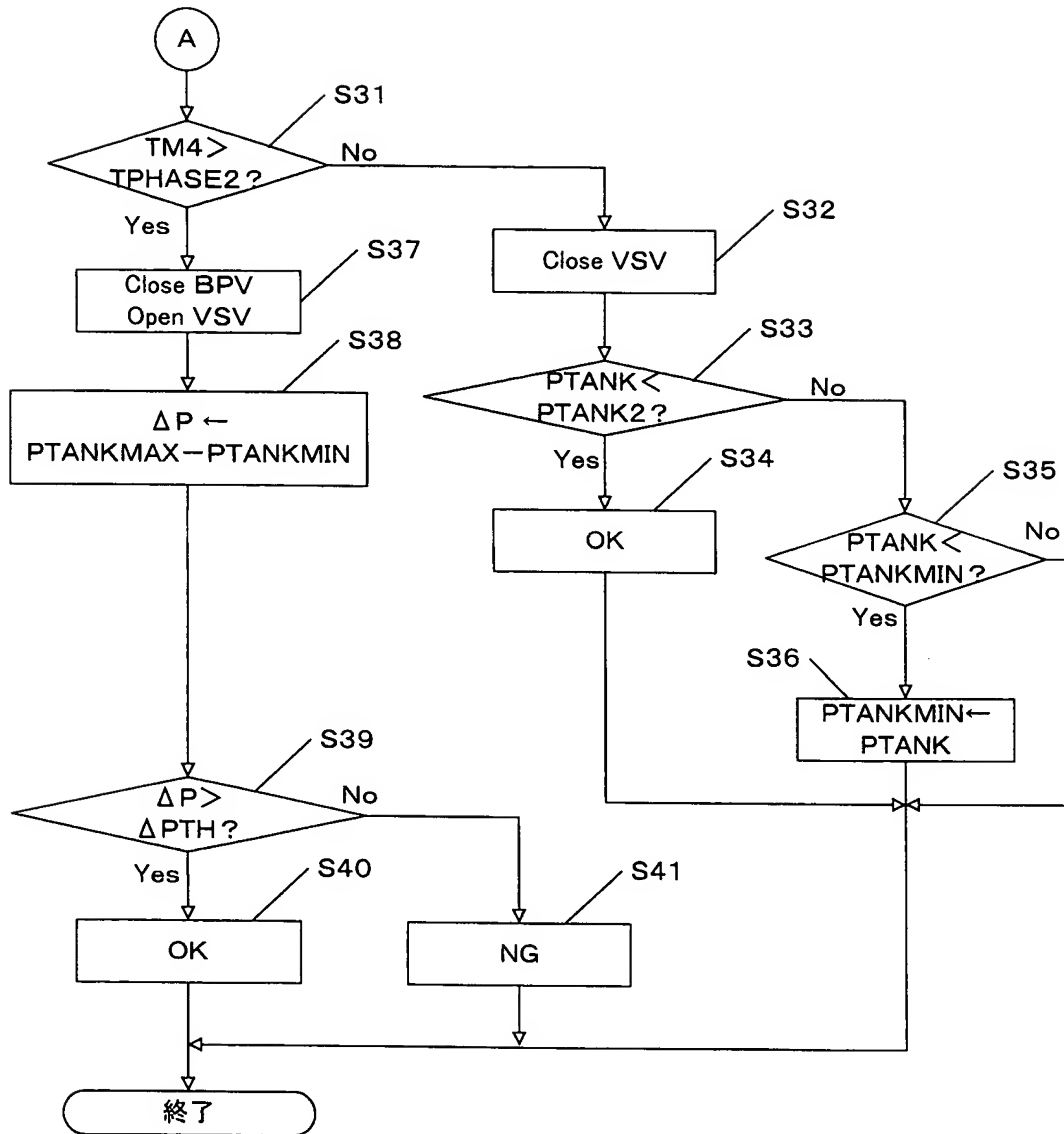 A
S31
TM4>
TPHASE2?
No
Yes
S32
Close VSV
S37
Close BPV
Open VSV
S33
PTANK<
PTANK2?
No
Yes
S38
ΔP←
PTANKMAX−PTANKMIN
S34
OK
S35
PTANK<
PTANKMIN?
No
Yes
S36
PTANKMIN←
PTANK
S39
ΔP>
ΔPTH?
No
Yes
S40
OK
S41
NG
終了